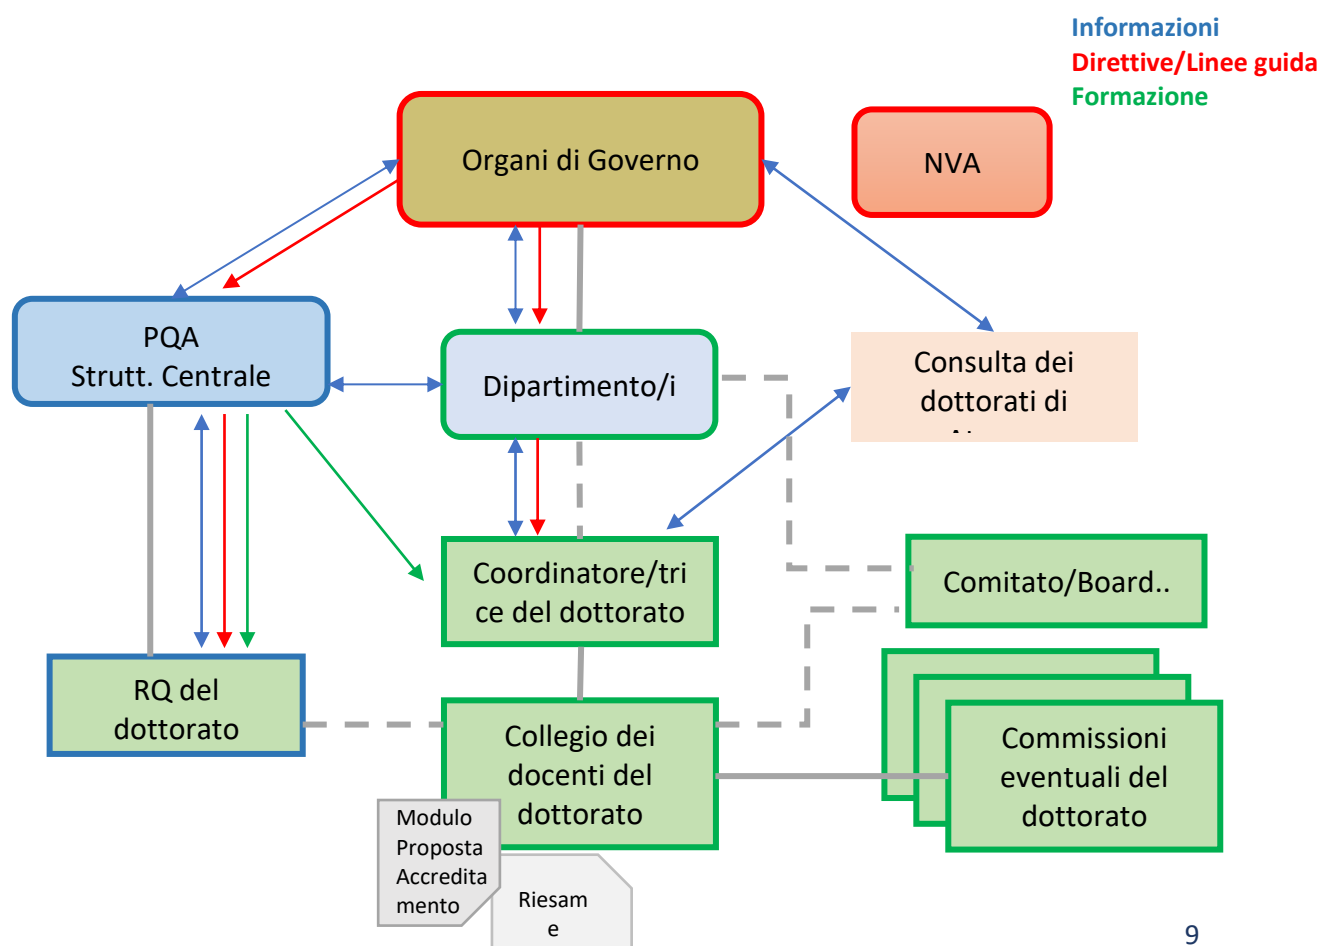 Informazioni
Direttive/Linee guida
Formazione
Organi di Governo
NVA
PQA
Strutt. Centrale
Dipartimento/i
Consulta dei
dottorati di
Coordinatore/tri
ce del dottorato
Comitato/Board..
RQ del
dottorato
Collegio dei
docenti del
dottorato
Commissioni
eventuali del
dottorato
Modulo
Proposta
Accredita
mento
Riesam
e
9